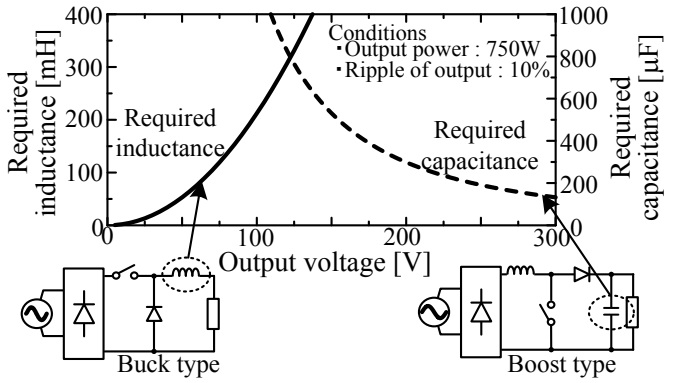 Required
inductance [mH]
400
300
200
100
0
Conditions
・Output power : 750W
・Ripple of output : 10%
Required
inductance
Required
capacitance
1000
800
600
400
200
0
Required
capacitance [μF]
0
100
200
300
Output voltage [V]
Buck type
Boost type